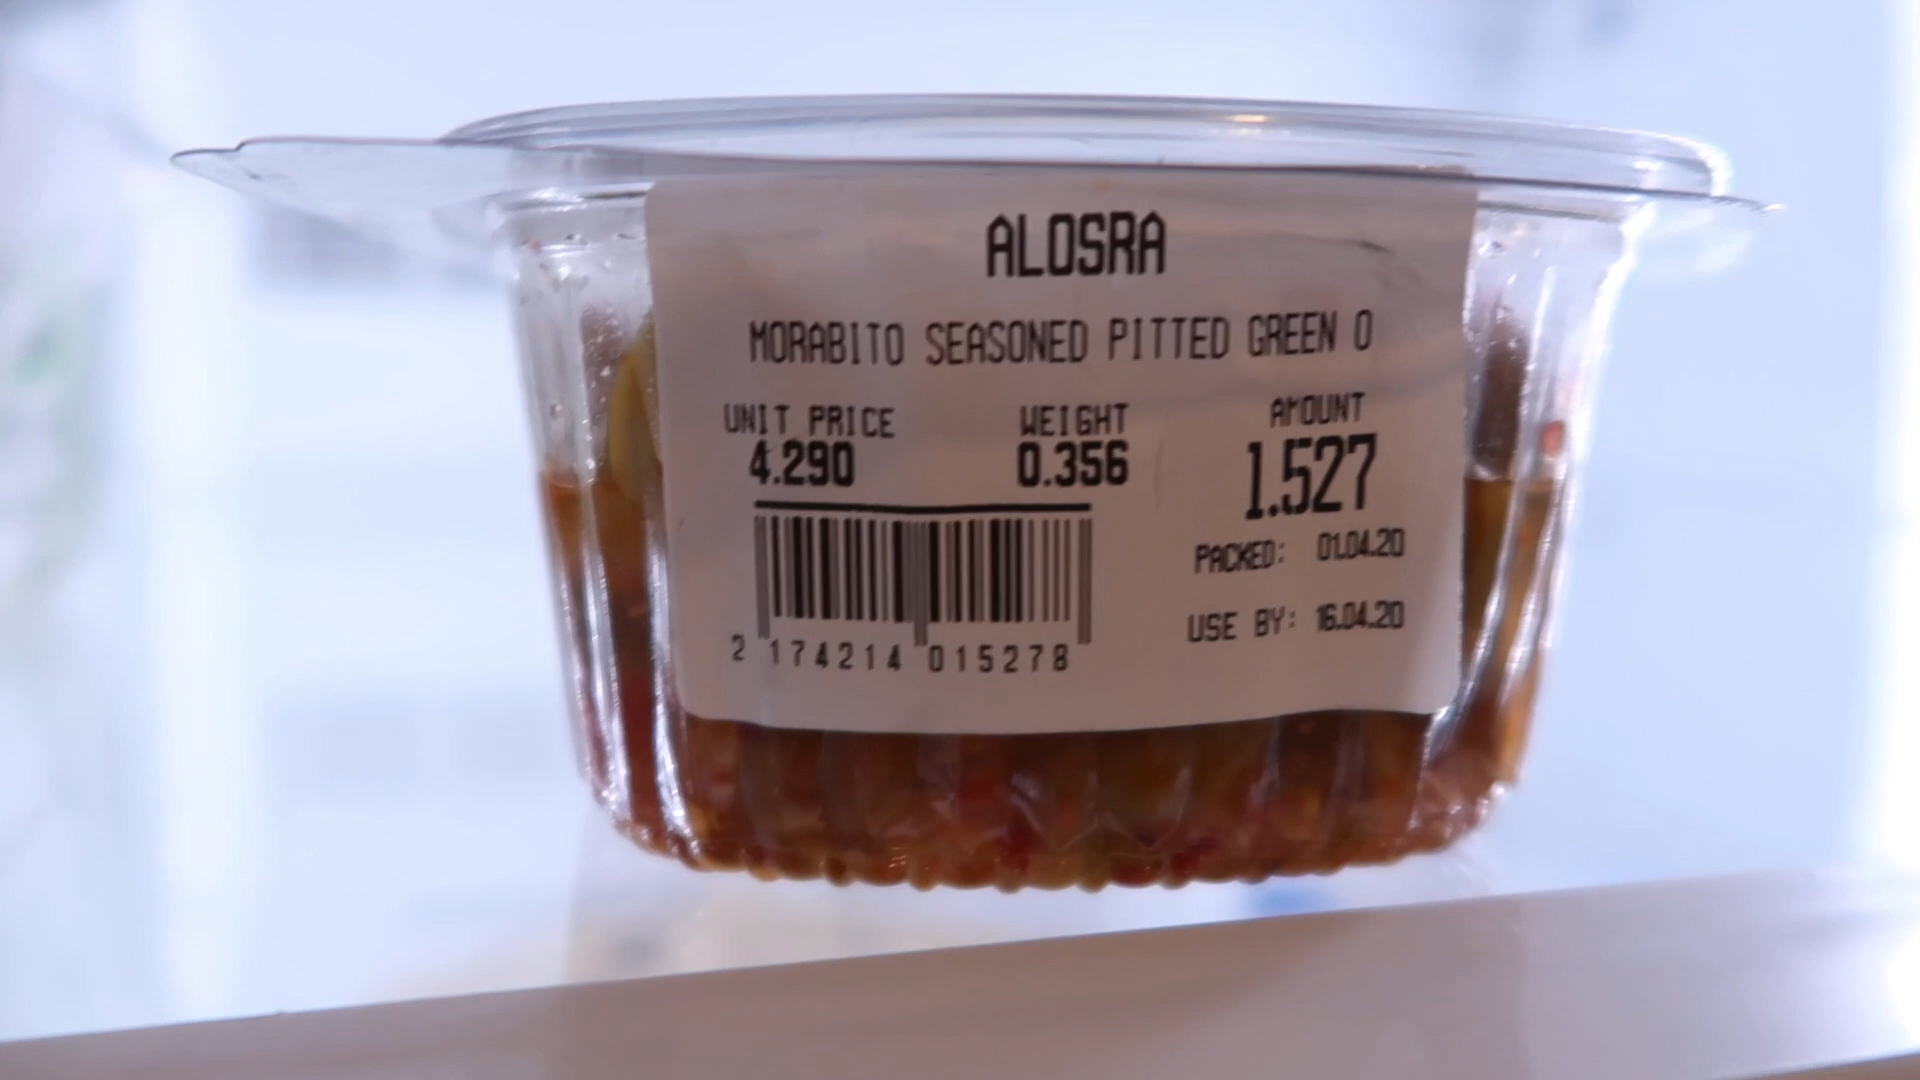 ALOSRA
MORABITO SEASONED PITTED GREEN O
UNIT PRICE WEIGHT AMOUNT
4.290 0.356 1.527
PACKED: 01.04.20
USE BY: 16.04.20
2 174214 015278